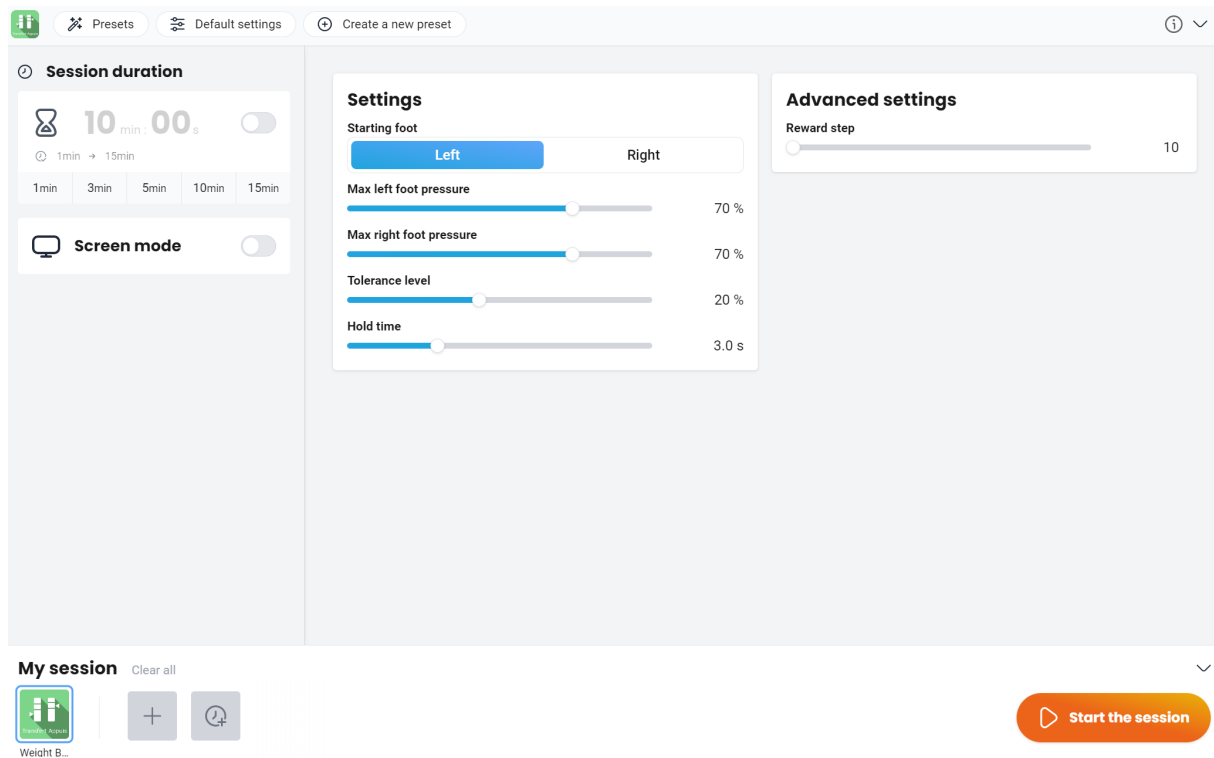 Presets
Default settings
Create a new preset
Session duration
10 min : 00 s
1min → 15min
1min 3min 5min 10min 15min
Screen mode
Settings
Starting foot
Left Right
Max left foot pressure
70 %
Max right foot pressure
70 %
Tolerance level
20 %
Hold time
3.0 s
Advanced settings
Reward step
10
My session Clear all
Transfert Appuis
Weight B...
Start the session